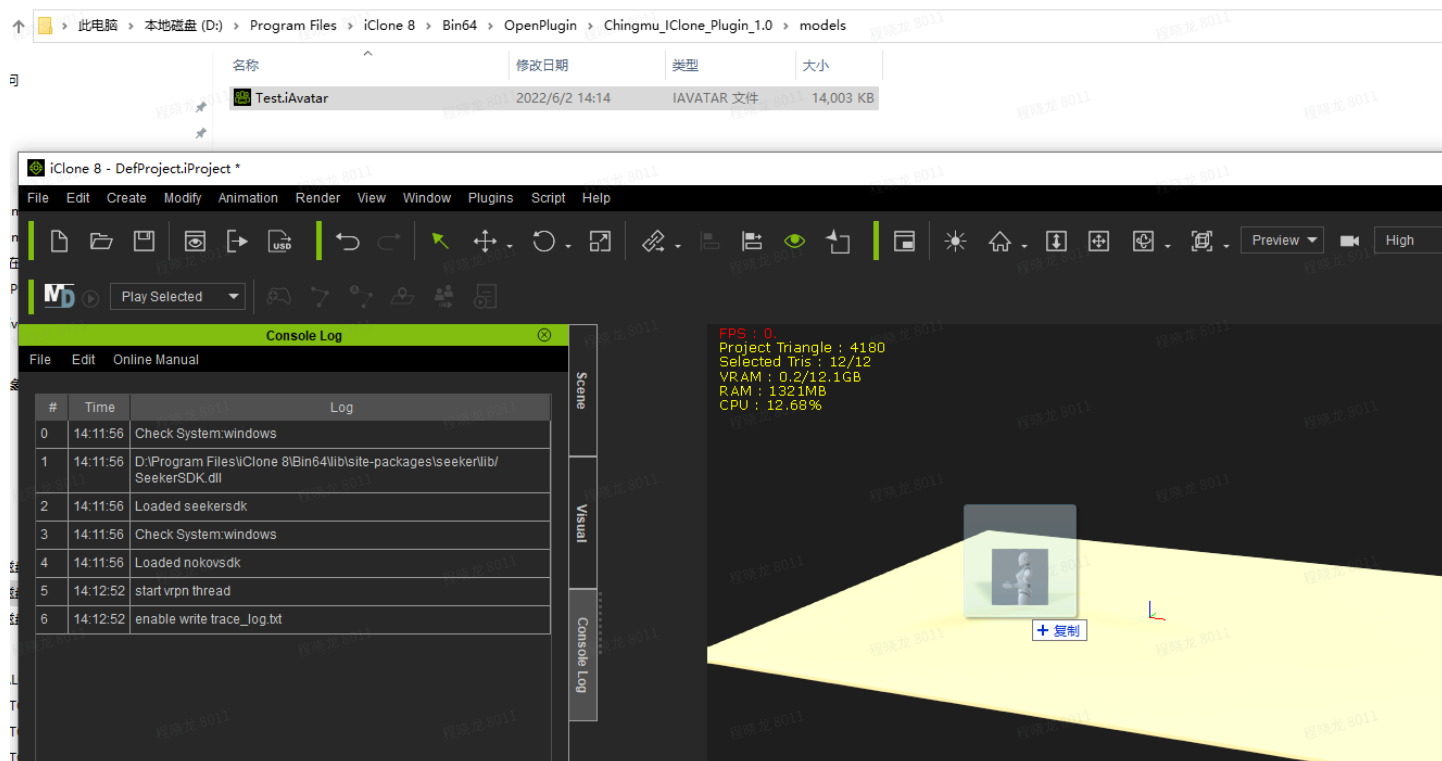 此电脑 › 本地磁盘 (D:) › Program Files › iClone 8 › Bin64 › OpenPlugin › Chingmu_IClone_Plugin_1.0 › models
名称 修改日期 类型 大小
Test.iAvatar 2022/6/2 14:14 IAVATAR 文件 14,003 KB
iClone 8 - DefProject.iProject *
File Edit Create Modify Animation Render View Window Plugins Script Help
USD Preview High
MD Play Selected
Console Log
File Edit Online Manual
# Time Log
0 14:11:56 Check System:windows
1 14:11:56 D:\Program Files\iClone 8\Bin64\lib\site-packages\seeker\lib/
SeekerSDK.dll
2 14:11:56 Loaded seekersdk
3 14:11:56 Check System:windows
4 14:11:56 Loaded nokovsdk
5 14:12:52 start vrpn thread
6 14:12:52 enable write trace_log.txt
Scene
Visual
Console Log
FPS : 0.
Project Triangle : 4180
Selected Tris : 12/12
VRAM : 0.2/12.1GB
RAM : 1321MB
CPU : 12.68%
复制
程晓龙 8011